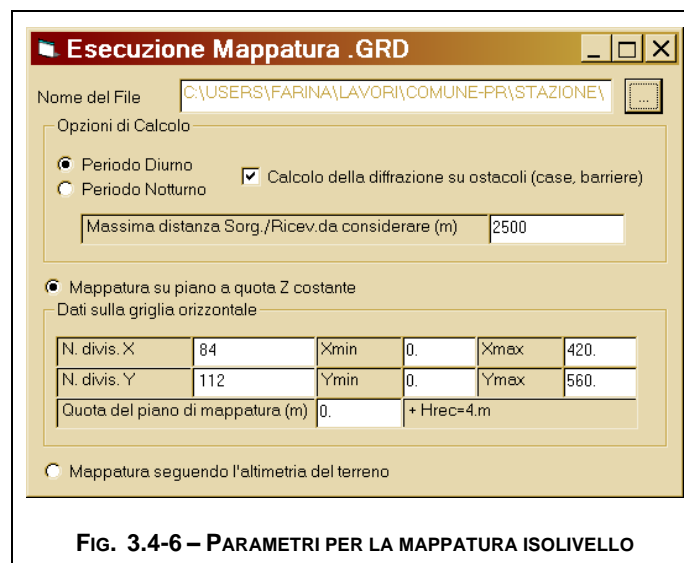 Esecuzione Mappatura .GRD
Nome del File C:\USERS\FARINA\LAVORI\COMUNE-PR\STAZIONE\ ...
Opzioni di Calcolo
Periodo Diurno
Periodo Notturno
Calcolo della diffrazione su ostacoli (case, barriere)
Massima distanza Sorg./Ricev.da considerare (m) 2500
Mappatura su piano a quota Z costante
Dati sulla griglia orizzontale
N. divis. X 84 Xmin 0. Xmax 420.
N. divis. Y 112 Ymin 0. Ymax 560.
Quota del piano di mappatura (m) 0. + Hrec=4.m
Mappatura seguendo l'altimetria del terreno
FIG. 3.4-6 – PARAMETRI PER LA MAPPATURA ISOLIVELLO